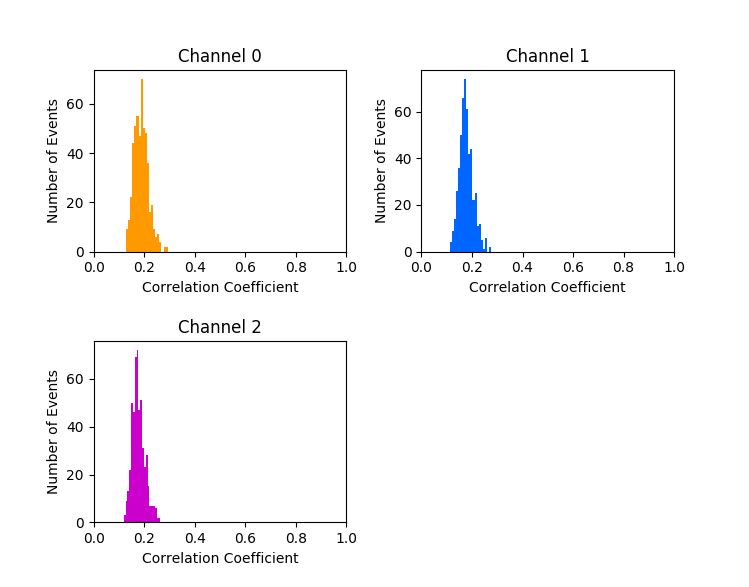 Channel 0
Number of Events
60
40
20
0
0.0 0.2 0.4 0.6 0.8 1.0
Correlation Coefficient
Channel 1
Number of Events
60
40
20
0
0.0 0.2 0.4 0.6 0.8 1.0
Correlation Coefficient
Channel 2
Number of Events
60
40
20
0
0.0 0.2 0.4 0.6 0.8 1.0
Correlation Coefficient